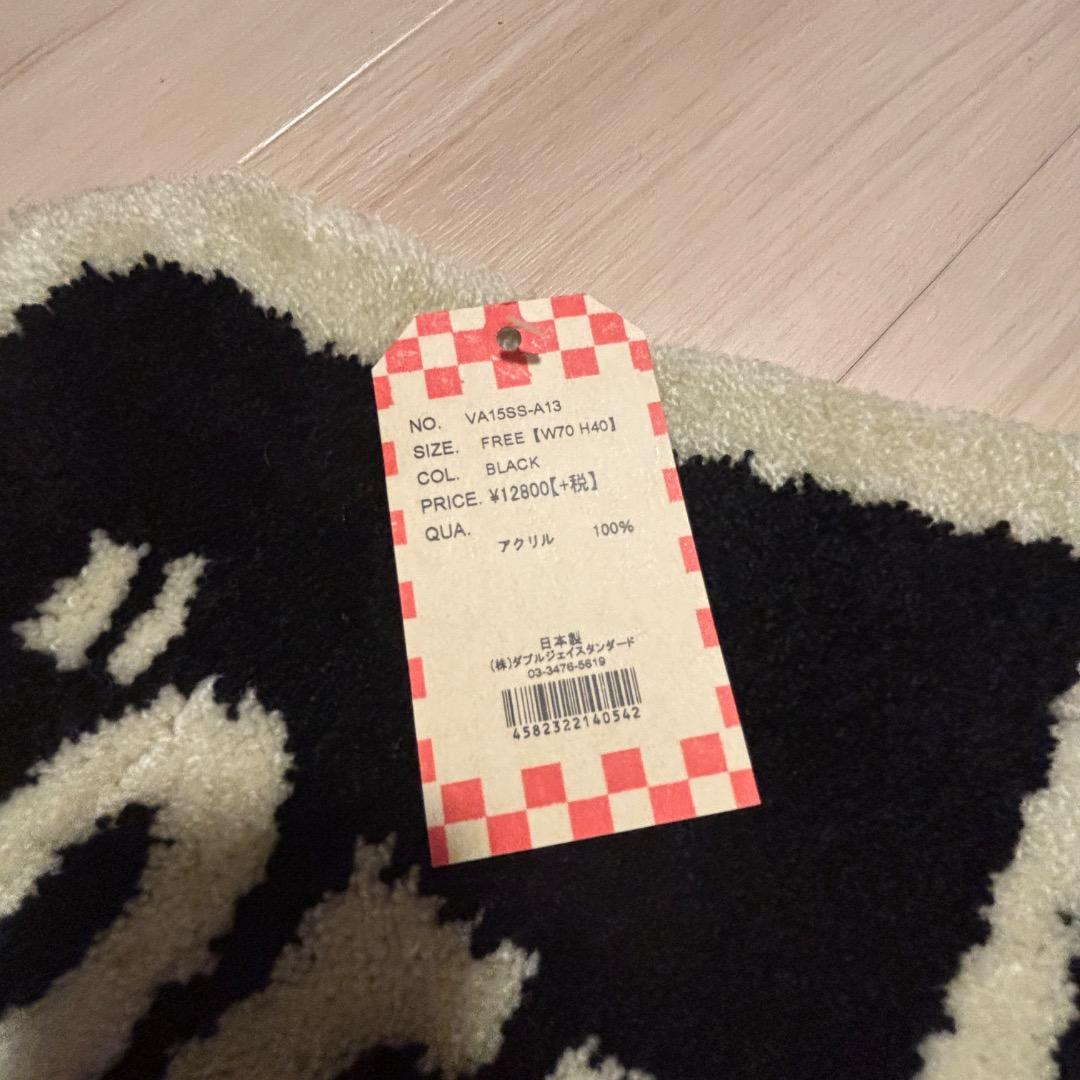 NO. VA15SS-A13
SIZE. FREE【W70 H40】
COL. BLACK
PRICE. ¥12800【+税】
QUA. アクリル 100%
日本製
(株)ダブルジェイスタンダード
03-3476-5619
4582322140542